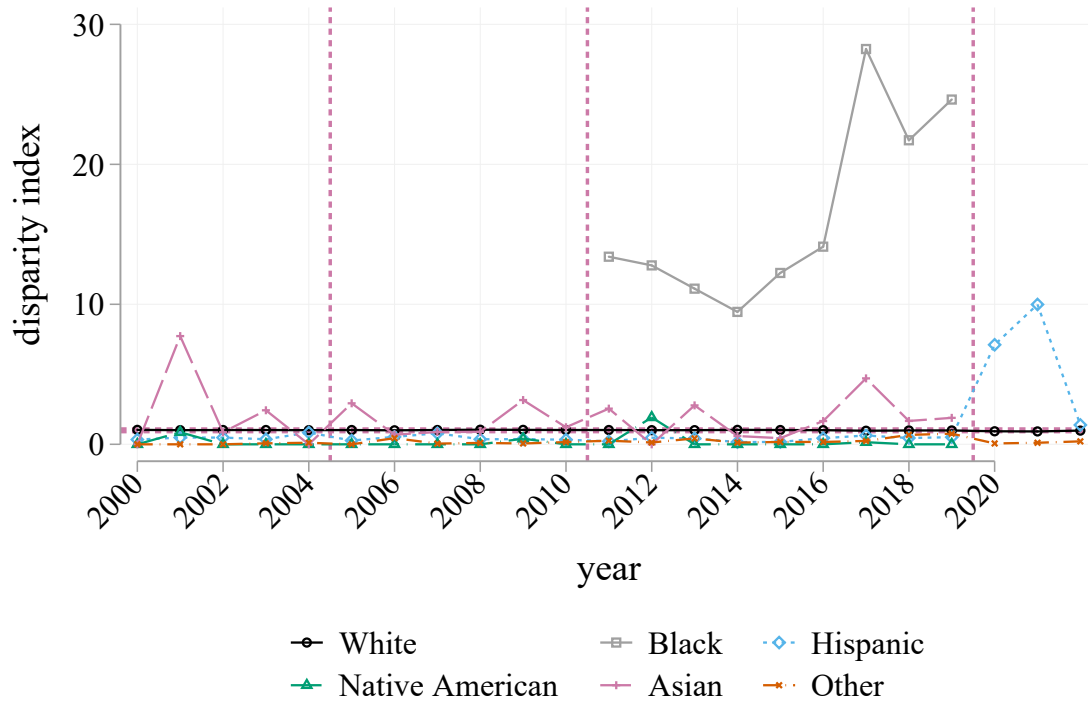 30
20
10
0
disparity index
2000 2002 2004 2006 2008 2010 2012 2014 2016 2018 2020
year
White Black Hispanic
Native American Asian Other